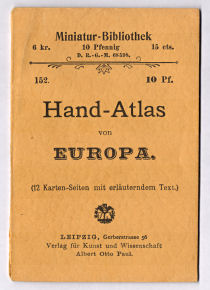 Miniatur-Bibliothek
6 kr. 10 Pfennig 15 cts.
D. R.-G.-M. 68498.
152. 10 Pf.
Hand-Atlas
von
EUROPA.
(12 Karten-Seiten mit erläuterndem Text.)
LEIPZIG, Gerberstrasse 56
Verlag für Kunst und Wissenschaft
Albert Otto Paul.